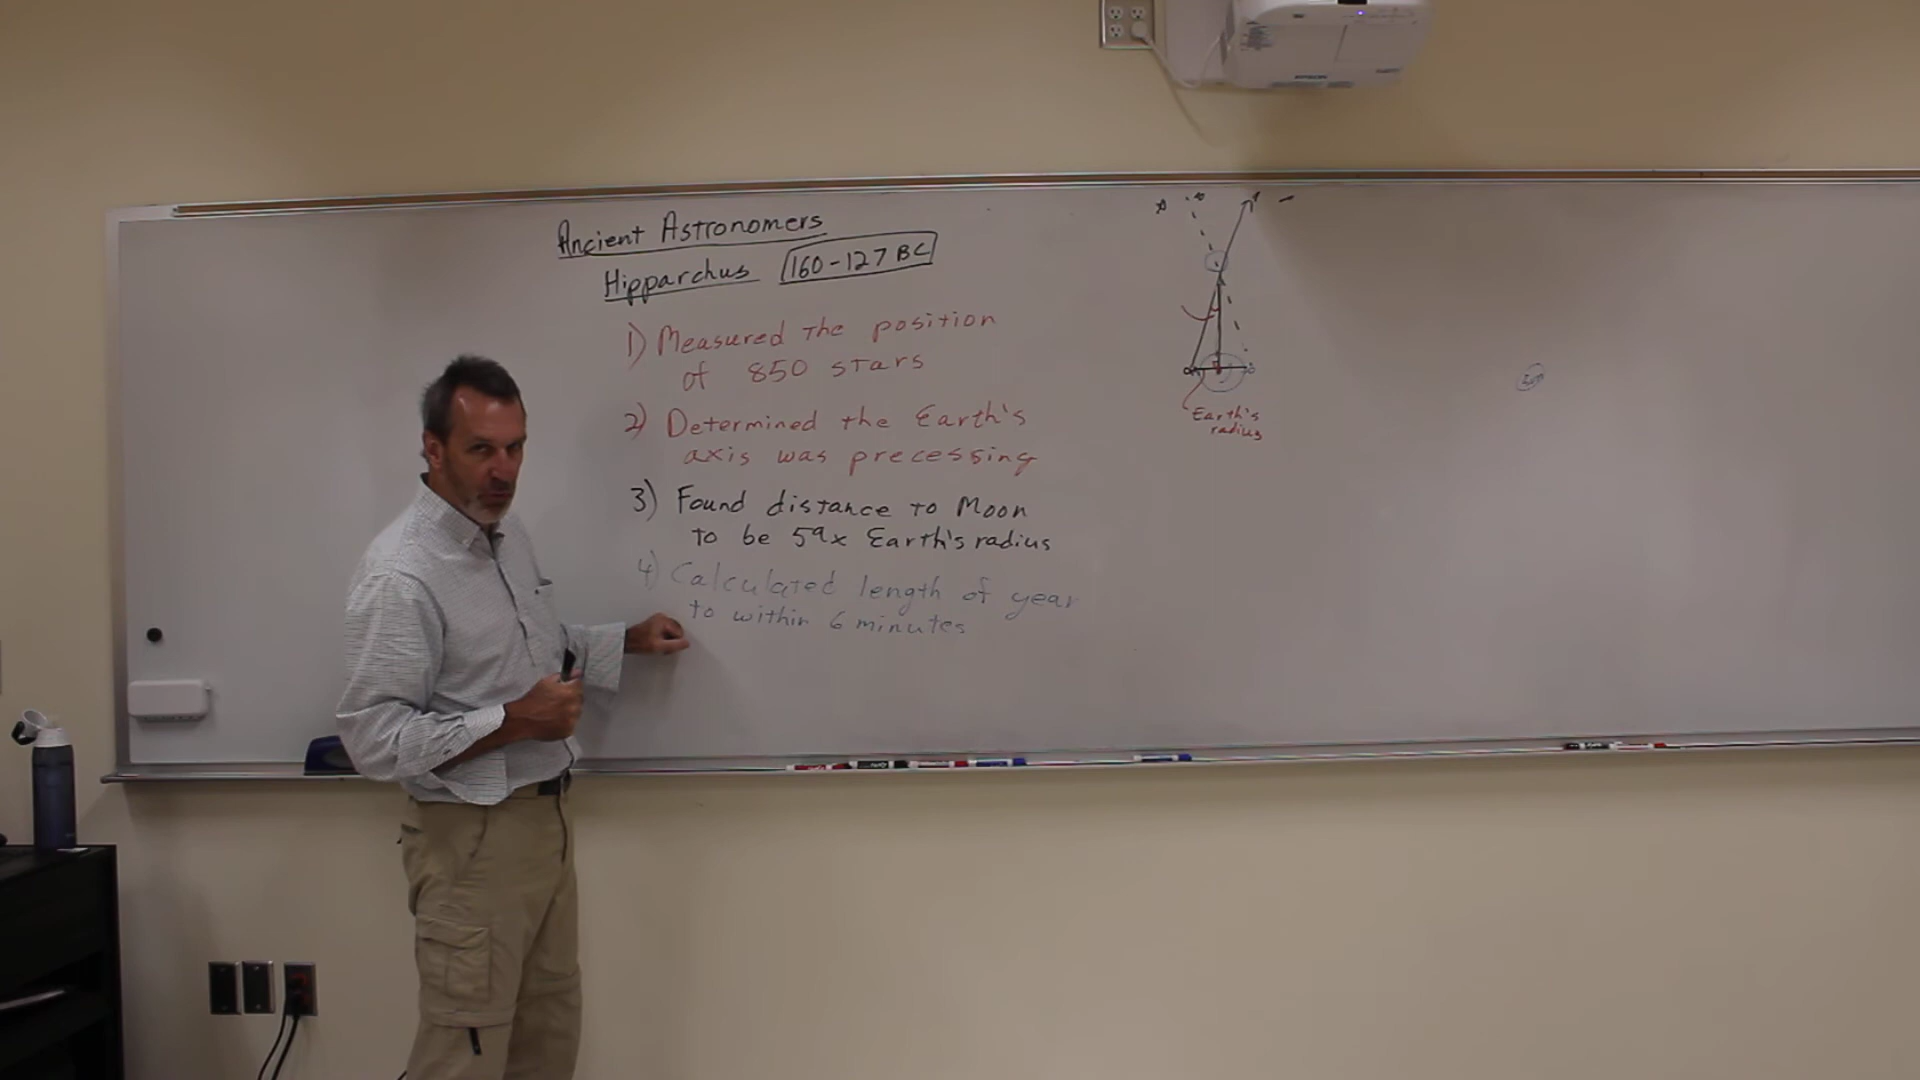 Ancient Astronomers
Hipparchus 160-127 BC
1) Measured the position
of 850 stars
2) Determined the Earth's
axis was precessing
3) Found distance to Moon
to be 59x Earth's radius
4) Calculated length of year
to within 6 minutes
Earth's
radius
Sun
EPSON